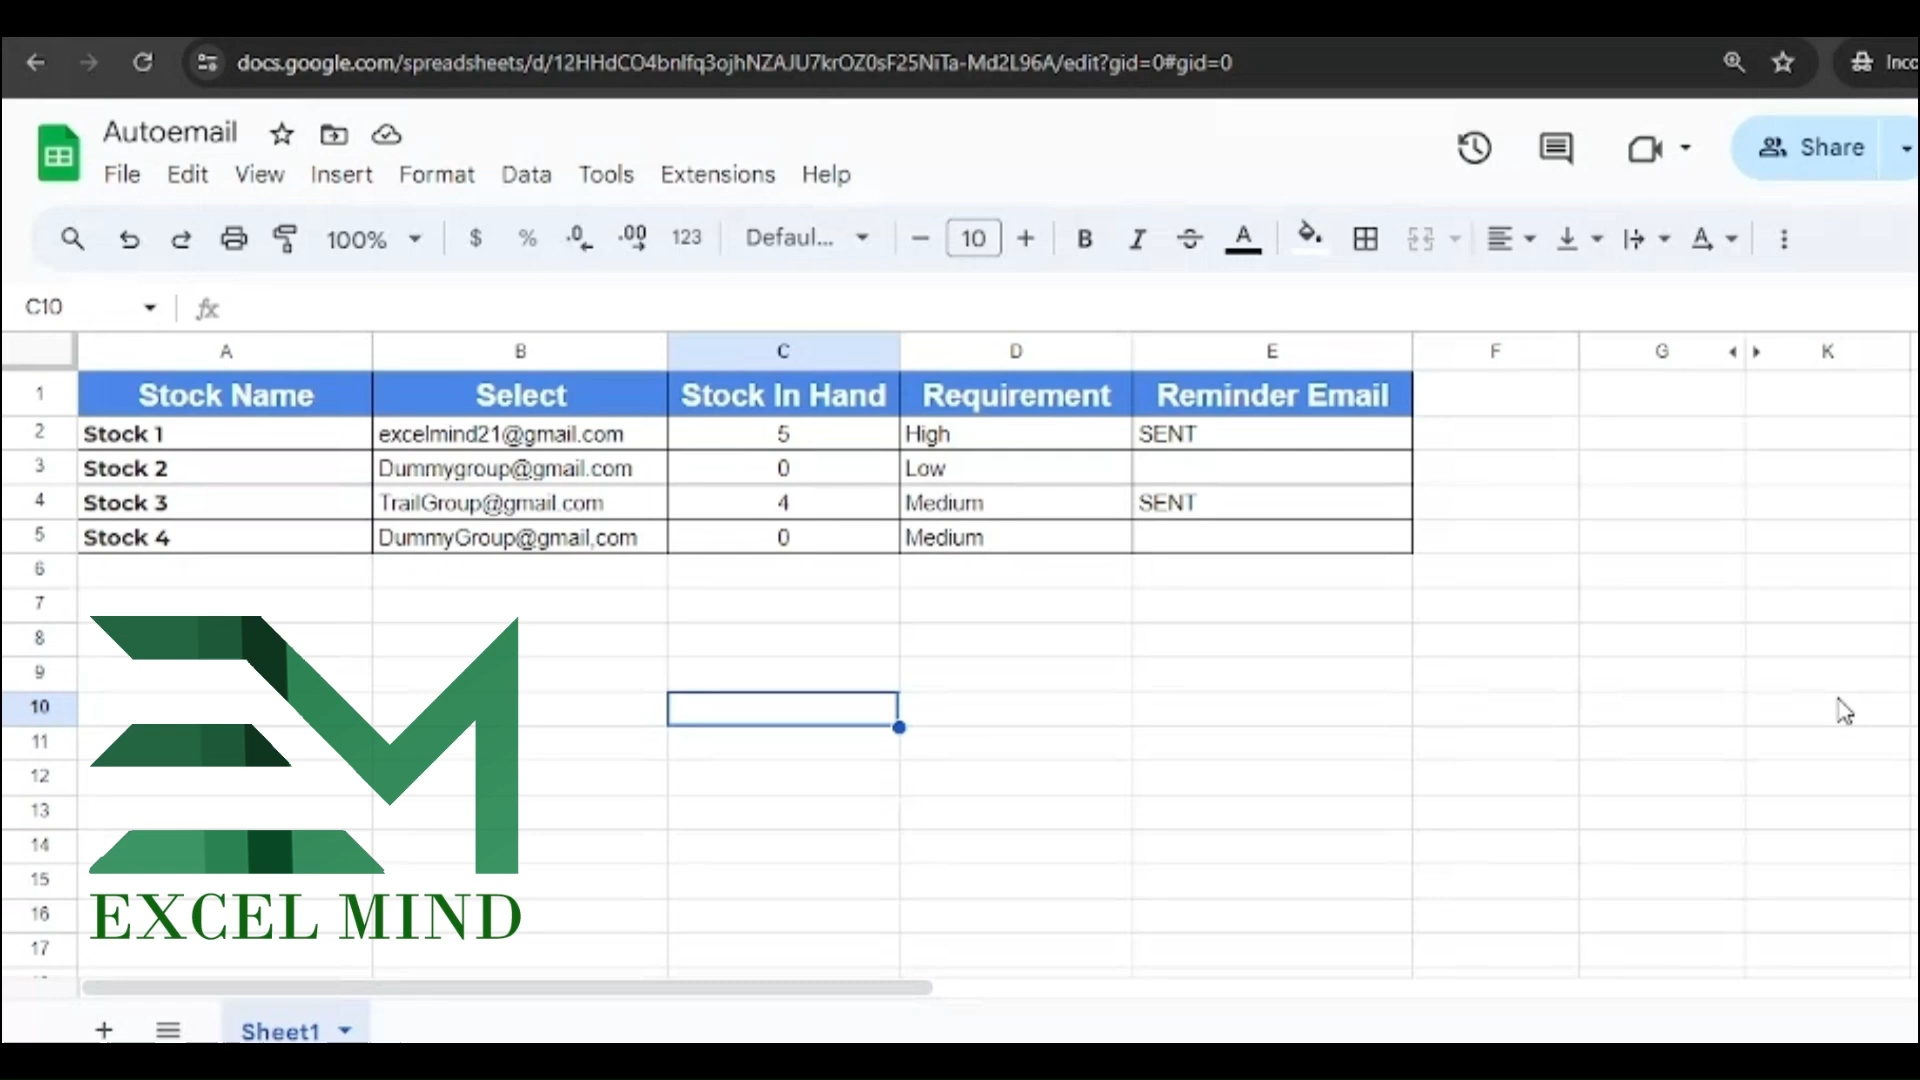 docs.google.com/spreadsheets/d/12HHdCO4bnlfq3ojhNZAJU7krOZ0sF25NiTa-Md2L96A/edit?gid=0#gid=0 Inco
Autoemail
Share
File Edit View Insert Format Data Tools Extensions Help
100% $ % .0 .00 123 Defaul... 10 B I A A
C10 fx
A B C D E F G K
1 Stock Name Select Stock In Hand Requirement Reminder Email
2 Stock 1 excelmind21@gmail.com 5 High SENT
3 Stock 2 Dummygroup@gmail.com 0 Low
4 Stock 3 TrailGroup@gmail.com 4 Medium SENT
5 Stock 4 DummyGroup@gmail,com 0 Medium
6
7
8
9
10
11
12
13
14
15
16
17
EM
EXCEL MIND
Sheet1